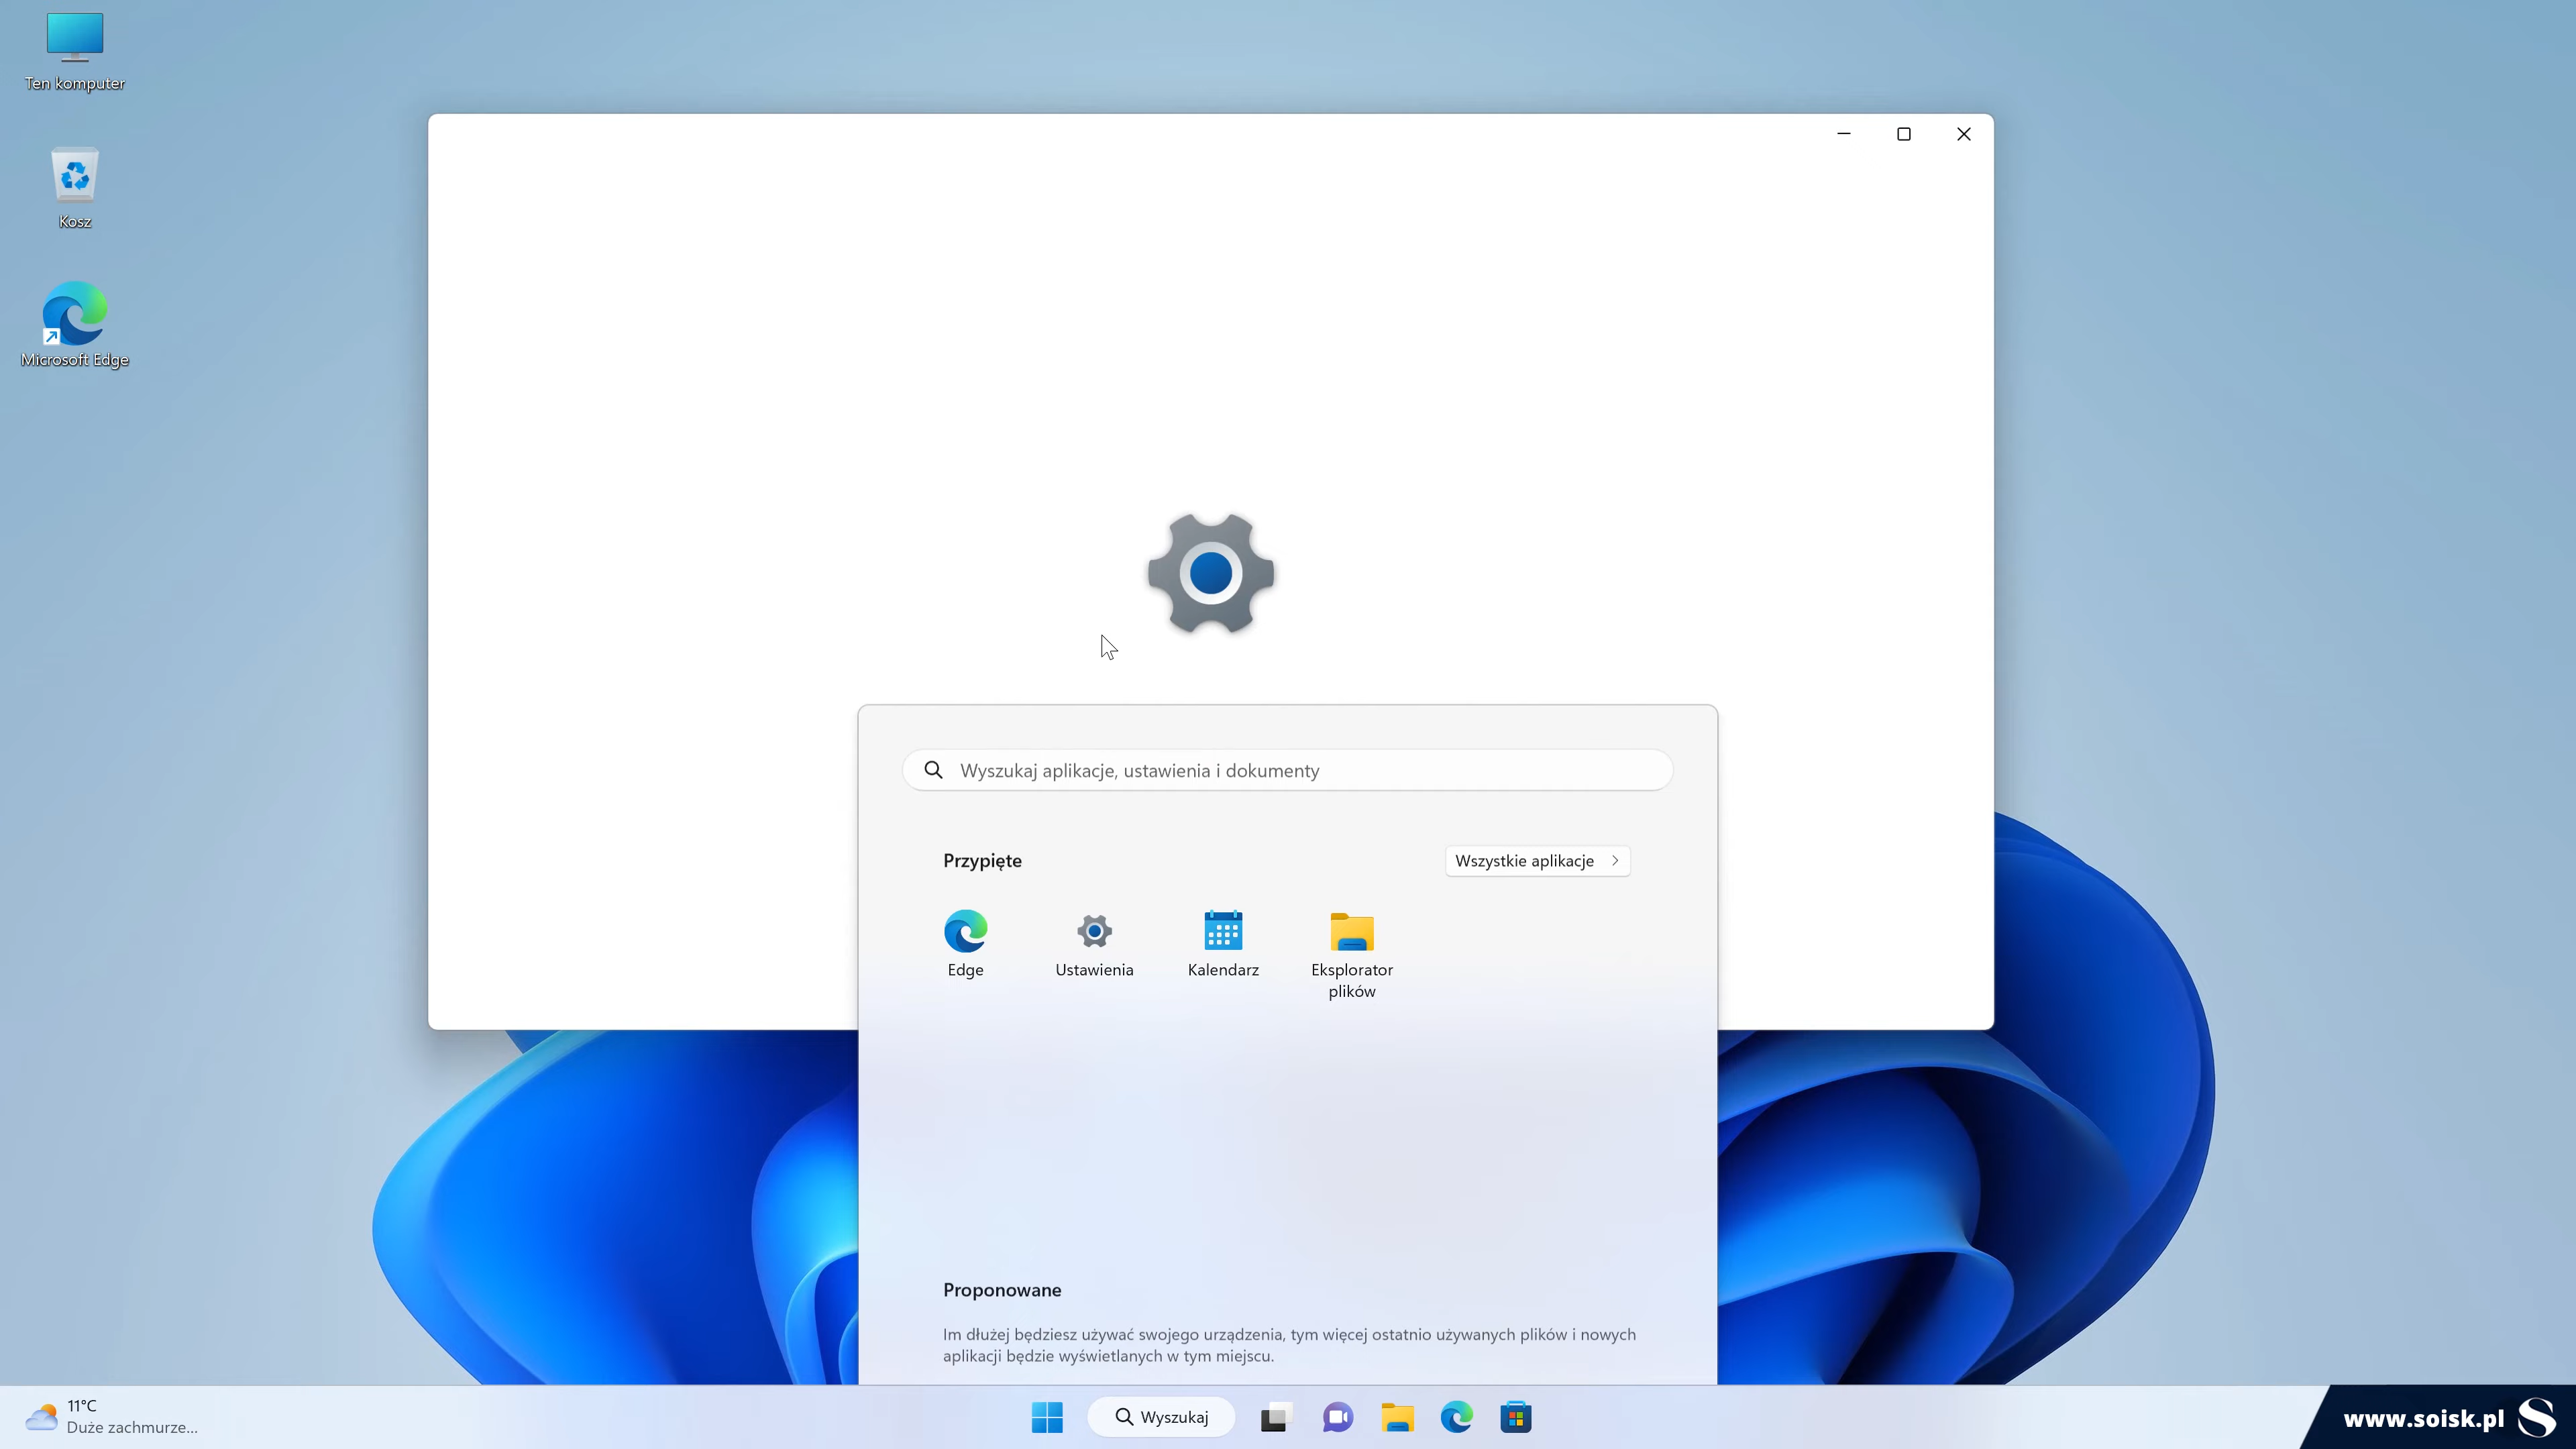 Ten komputer
Kosz
Microsoft Edge
Wyszukaj aplikacje, ustawienia i dokumenty
Przypięte
Wszystkie aplikacje
Edge
Ustawienia
Kalendarz
Eksplorator
plików
Proponowane
Im dłużej będziesz używać swojego urządzenia, tym więcej ostatnio używanych plików i nowych
aplikacji będzie wyświetlanych w tym miejscu.
11°C
Duże zachmurze...
Wyszukaj
www.soisk.pl